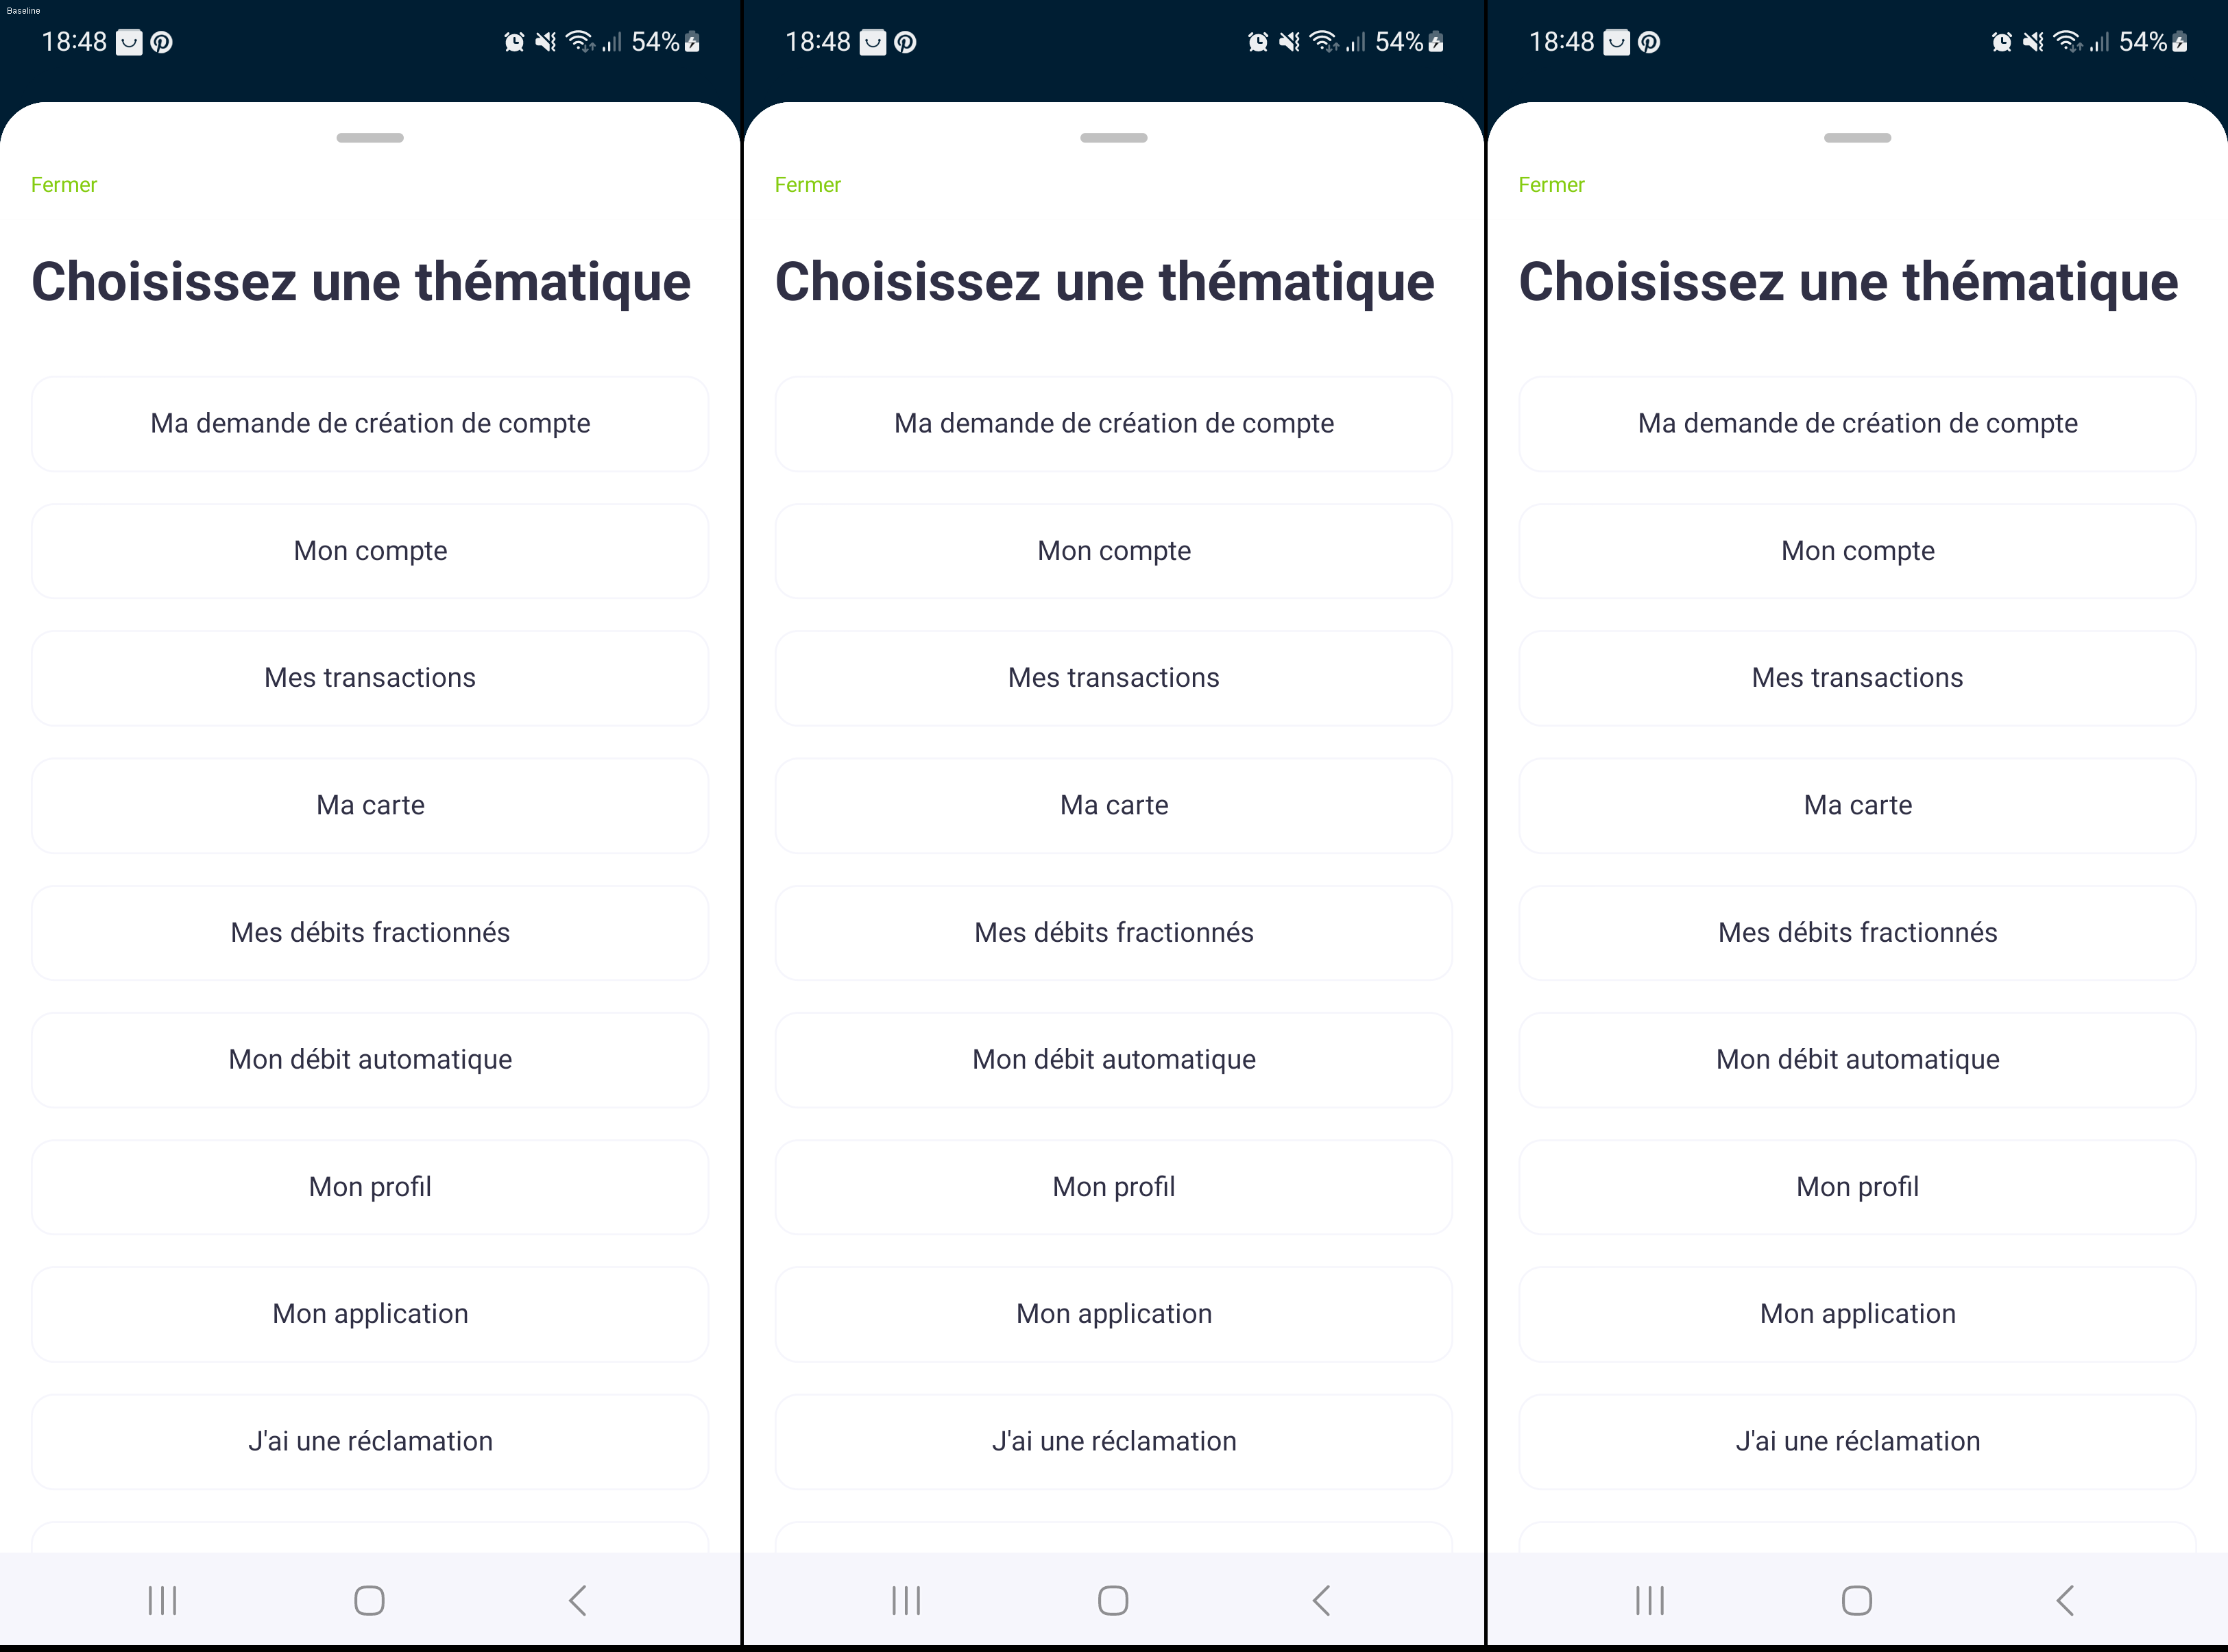 Baseline
18:48 54%
Fermer
Choisissez une thématique
Ma demande de création de compte
Mon compte
Mes transactions
Ma carte
Mes débits fractionnés
Mon débit automatique
Mon profil
Mon application
J'ai une réclamation
18:48 54%
Fermer
Choisissez une thématique
Ma demande de création de compte
Mon compte
Mes transactions
Ma carte
Mes débits fractionnés
Mon débit automatique
Mon profil
Mon application
J'ai une réclamation
18:48 54%
Fermer
Choisissez une thématique
Ma demande de création de compte
Mon compte
Mes transactions
Ma carte
Mes débits fractionnés
Mon débit automatique
Mon profil
Mon application
J'ai une réclamation